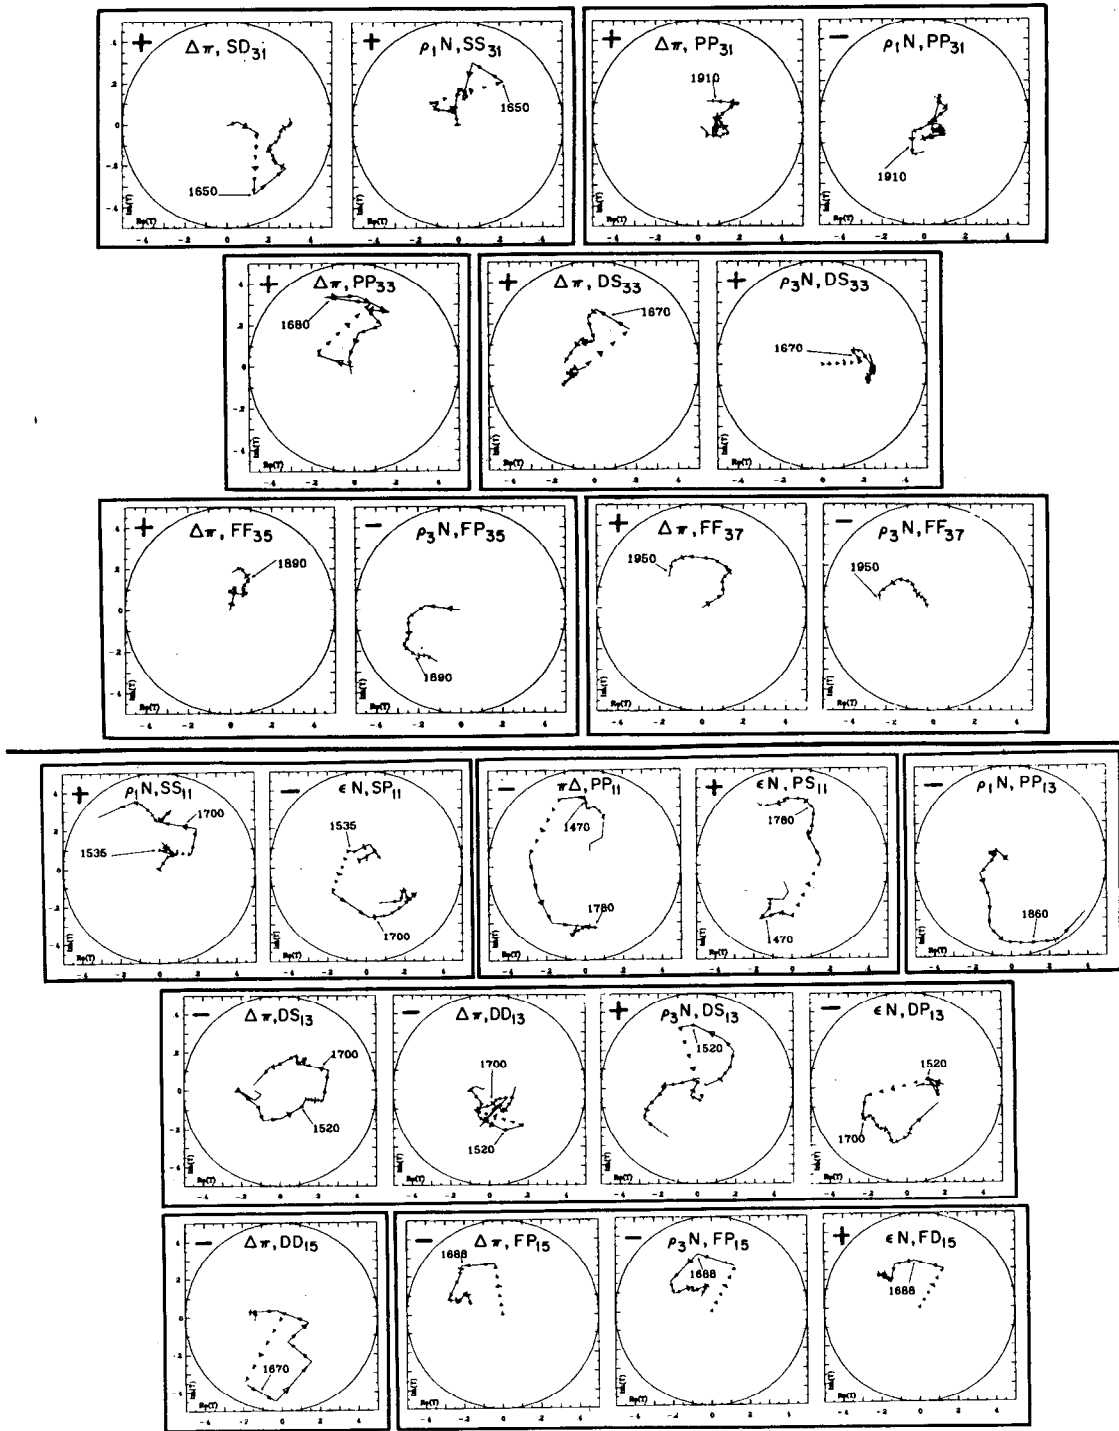 + Δπ, SD₃₁ + ρ₁N, SS₃₁ + Δπ, PP₃₁ − ρ₁N, PP₃₁
1650 1650 1910 1910
+ Δπ, PP₃₃ + Δπ, DS₃₃ + ρ₃N, DS₃₃
1680 1670 1670
+ Δπ, FF₃₅ − ρ₃N, FP₃₅ + Δπ, FF₃₇ − ρ₃N, FF₃₇
1890 1890 1950 1950
+ ρ₁N, SS₁₁ − εN, SP₁₁ − πΔ, PP₁₁ + εN, PS₁₁ − ρ₁N, PP₁₃
1700 1535 1535 1700 1470 1780 1780 1470 1860
− Δπ, DS₁₃ − Δπ, DD₁₃ + ρ₃N, DS₁₃ − εN, DP₁₃
1700 1520 1700 1520 1520 1520 1700
− Δπ, DD₁₅ − Δπ, FP₁₅ − ρ₃N, FP₁₅ + εN, FD₁₅
1670 1688 1688 1688